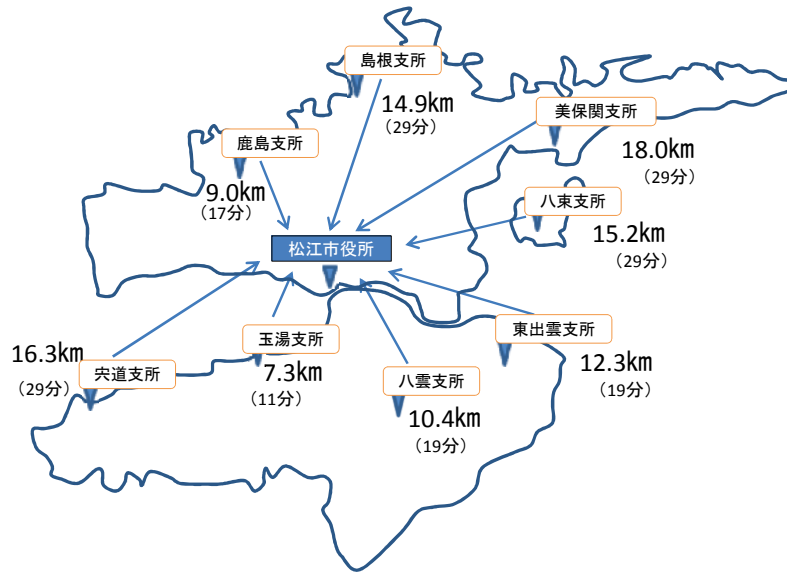 島根支所
14.9km
（29分）
美保関支所
18.0km
（29分）
鹿島支所
9.0km
（17分）
八束支所
15.2km
（29分）
松江市役所
東出雲支所
12.3km
（19分）
玉湯支所
7.3km
（11分）
16.3km
（29分）
宍道支所
八雲支所
10.4km
（19分）